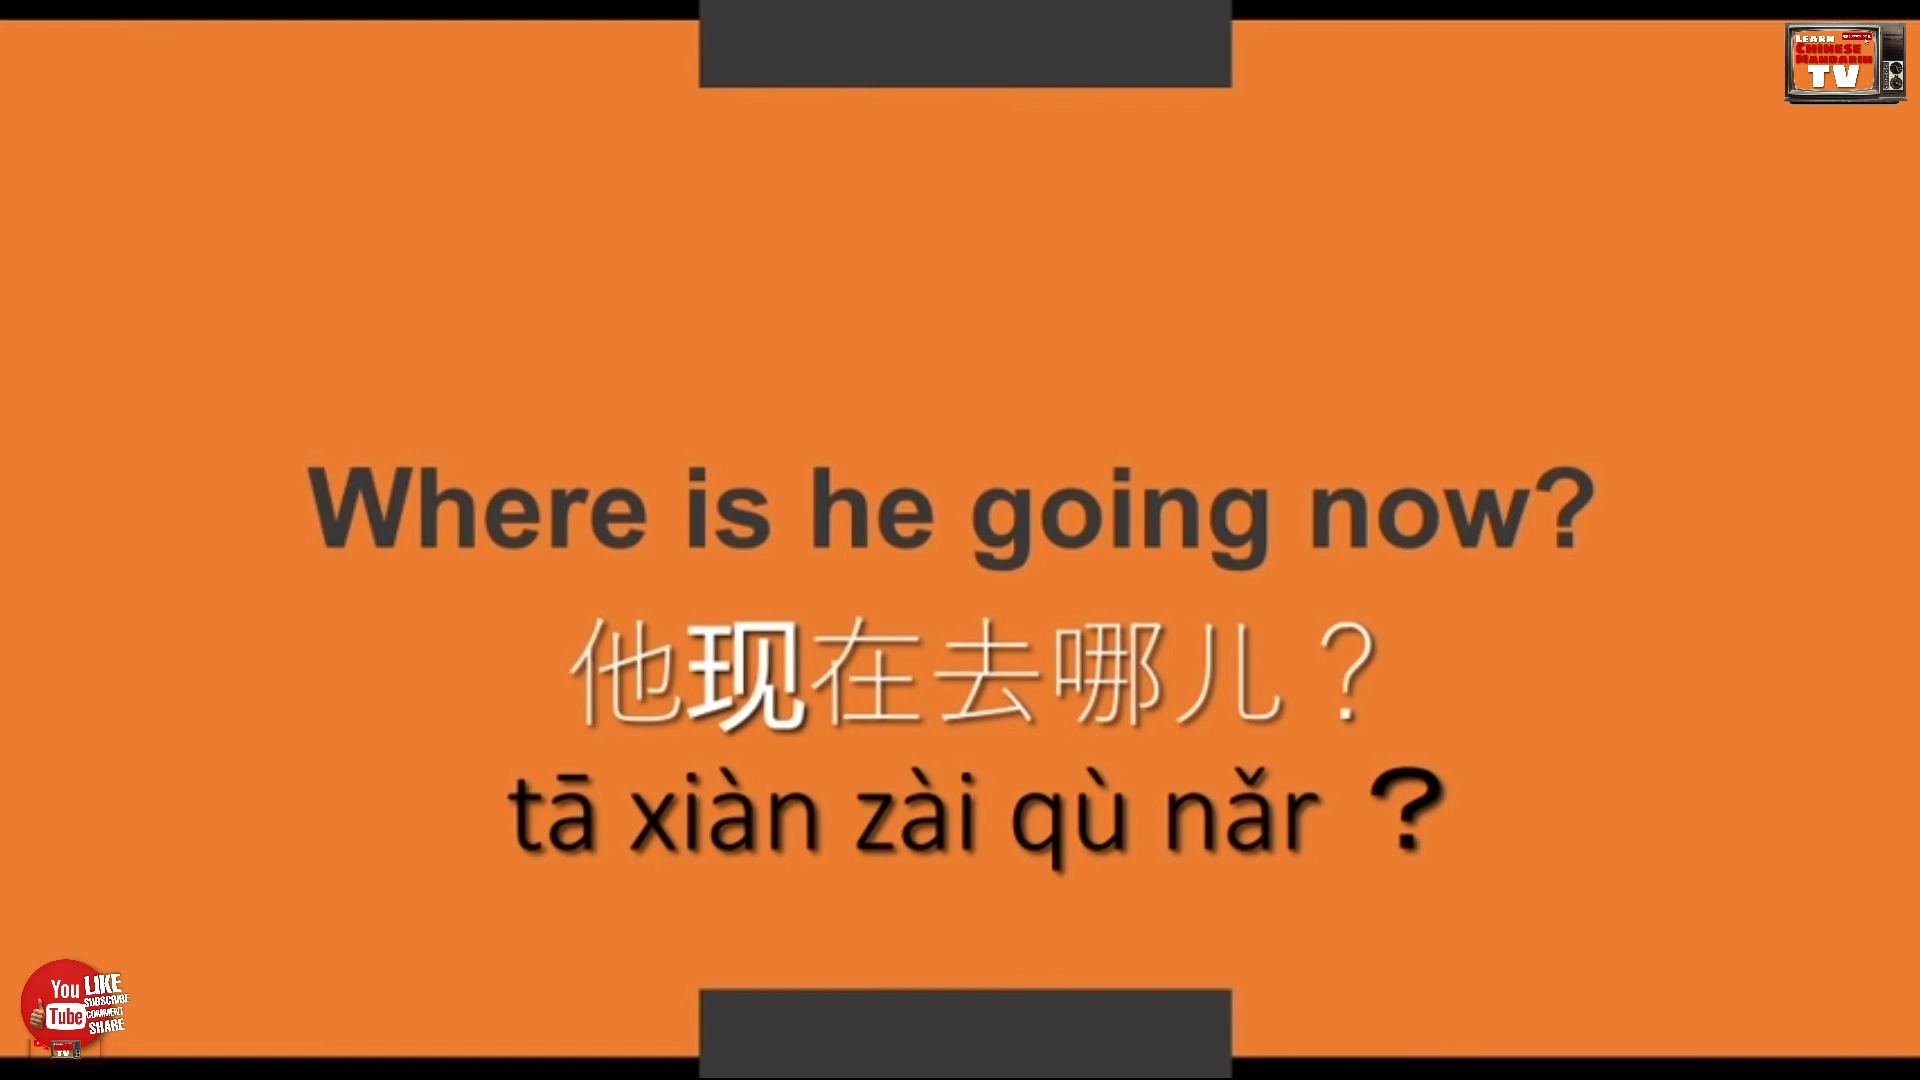 LEARN
CHINESE
MANDARIN
TV
Where is he going now?
他现在去哪儿？
tā xiàn zài qù nǎr ？
You LIKE
SUBSCRIBE
Tube COMMENT
SHARE
TV